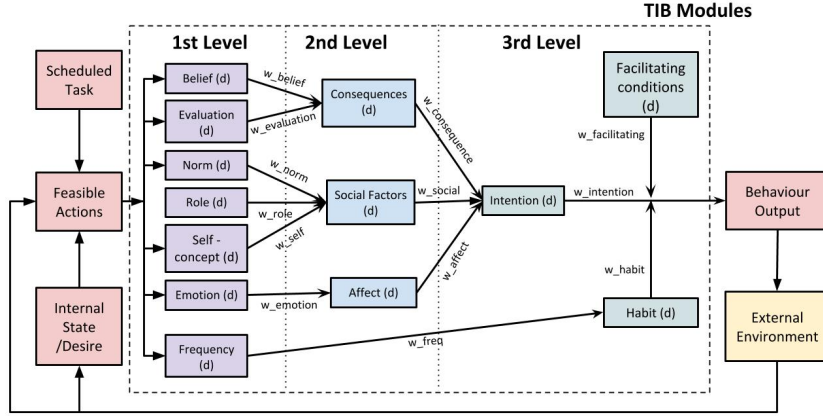 TIB Modules
1st Level
2nd Level
3rd Level
Scheduled
Task
Feasible
Actions
Internal
State
/Desire
Belief (d)
Evaluation
(d)
Norm (d)
Role (d)
Self -
concept (d)
Emotion (d)
Frequency
(d)
w_belief
w_evaluation
w_norm
w_role
w_self
w_emotion
w_freq
Consequences
(d)
Social Factors
(d)
Affect (d)
w_consequence
w_social
w_affect
Intention (d)
Facilitating
conditions
(d)
w_facilitating
w_intention
w_habit
Habit (d)
Behaviour
Output
External
Environment